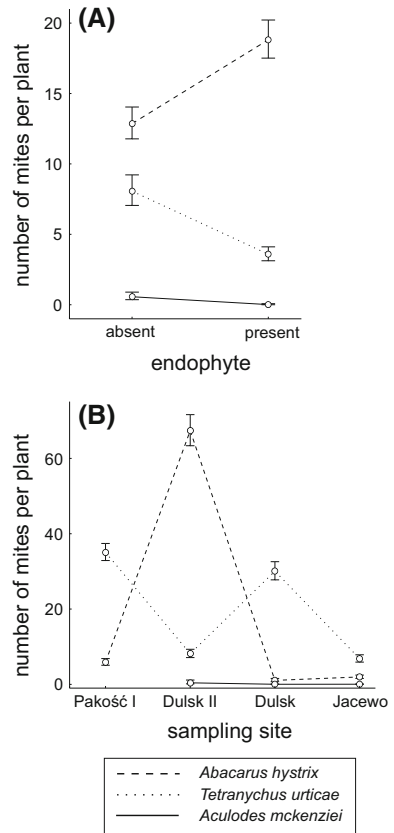 (A)
number of mites per plant
20
15
10
5
0
absent present
endophyte
(B)
number of mites per plant
60
40
20
0
Pakość I Dulsk II Dulsk Jacewo
sampling site
Abacarus hystrix
Tetranychus urticae
Aculodes mckenziei